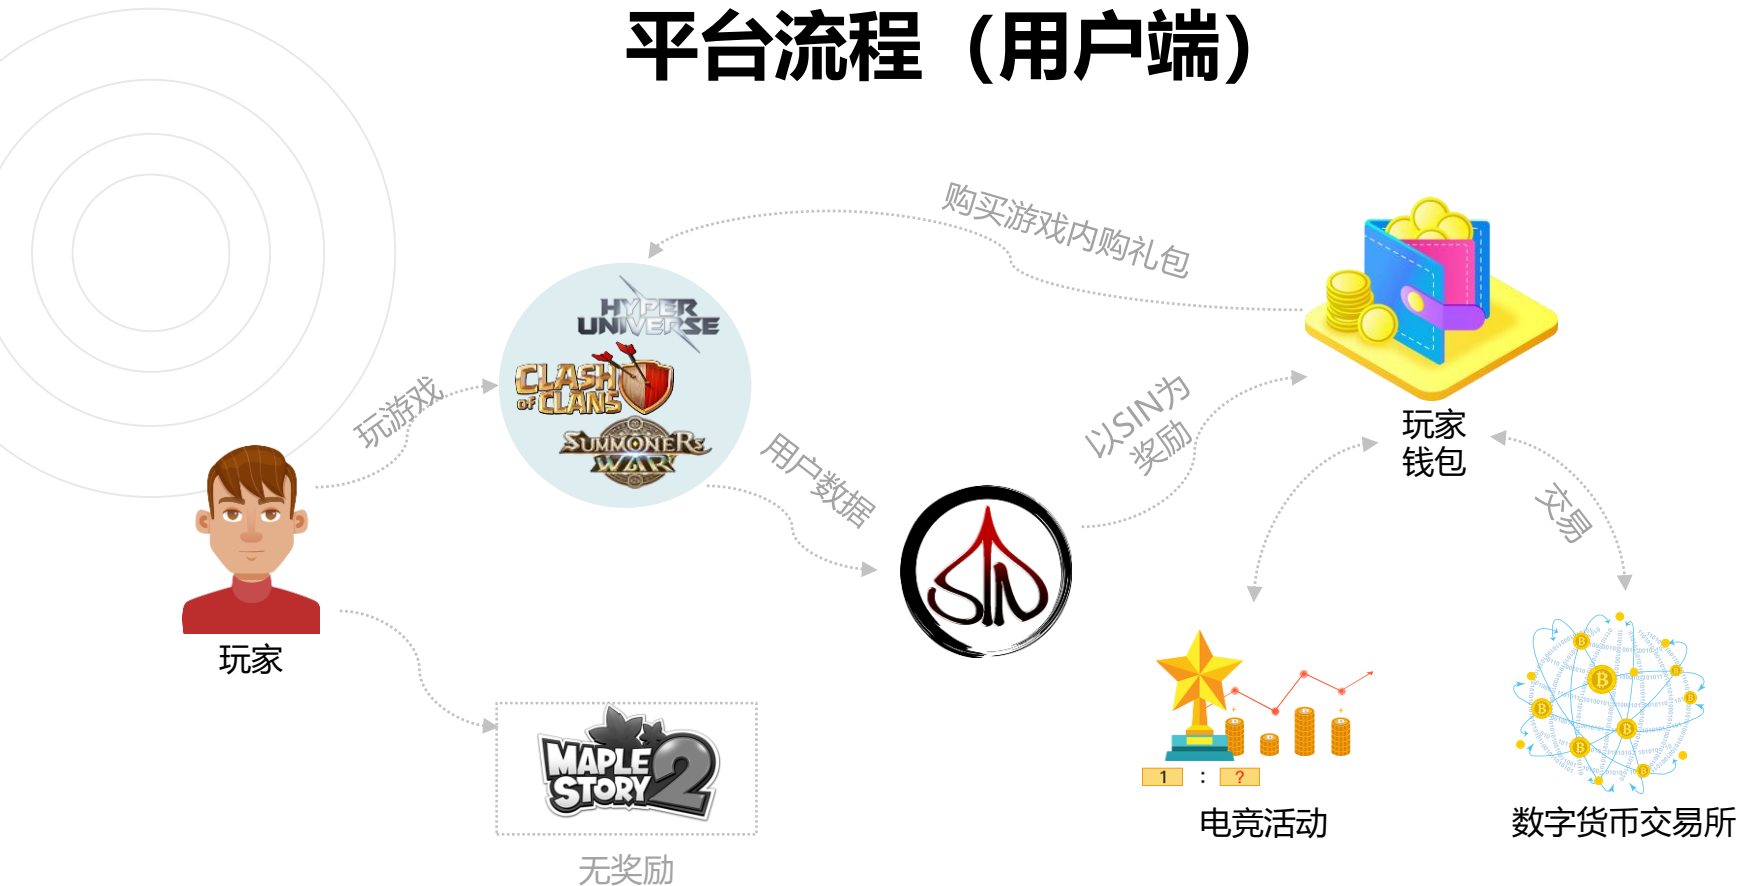 平台流程（用户端）
购买游戏内购礼包
HYPER
UNIVERSE
CLASH
OF CLANS
SUMMONERS
WAR
玩游戏
用户数据
以SIN为
奖励
玩家
钱包
交易
SIN
玩家
MAPLE
STORY 2
无奖励
1 : ?
电竞活动
数字货币交易所